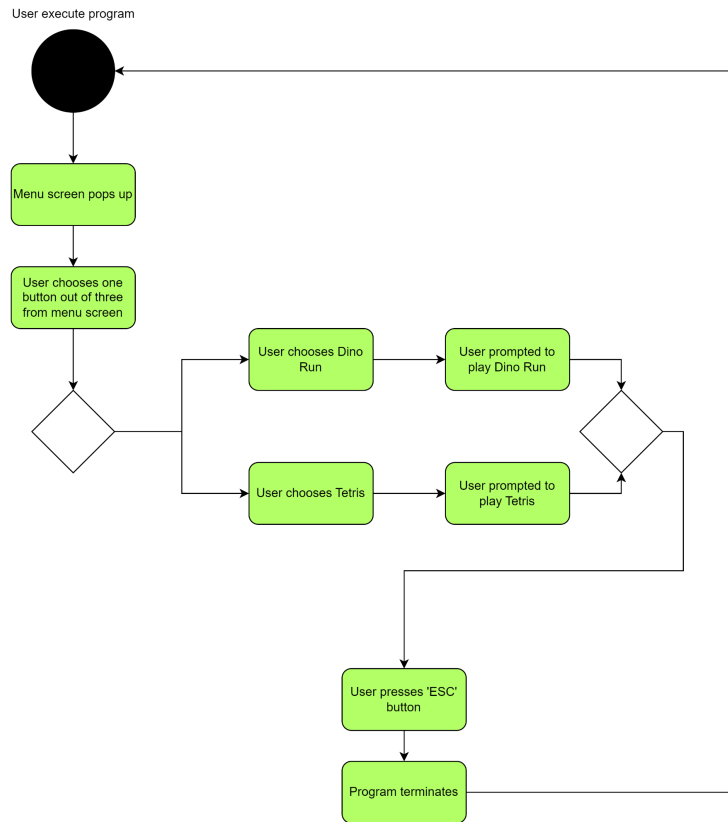 User execute program
Menu screen pops up
User chooses one
button out of three
from menu screen
User chooses Dino
Run
User prompted to
play Dino Run
User chooses Tetris
User prompted to
play Tetris
User presses 'ESC'
button
Program terminates